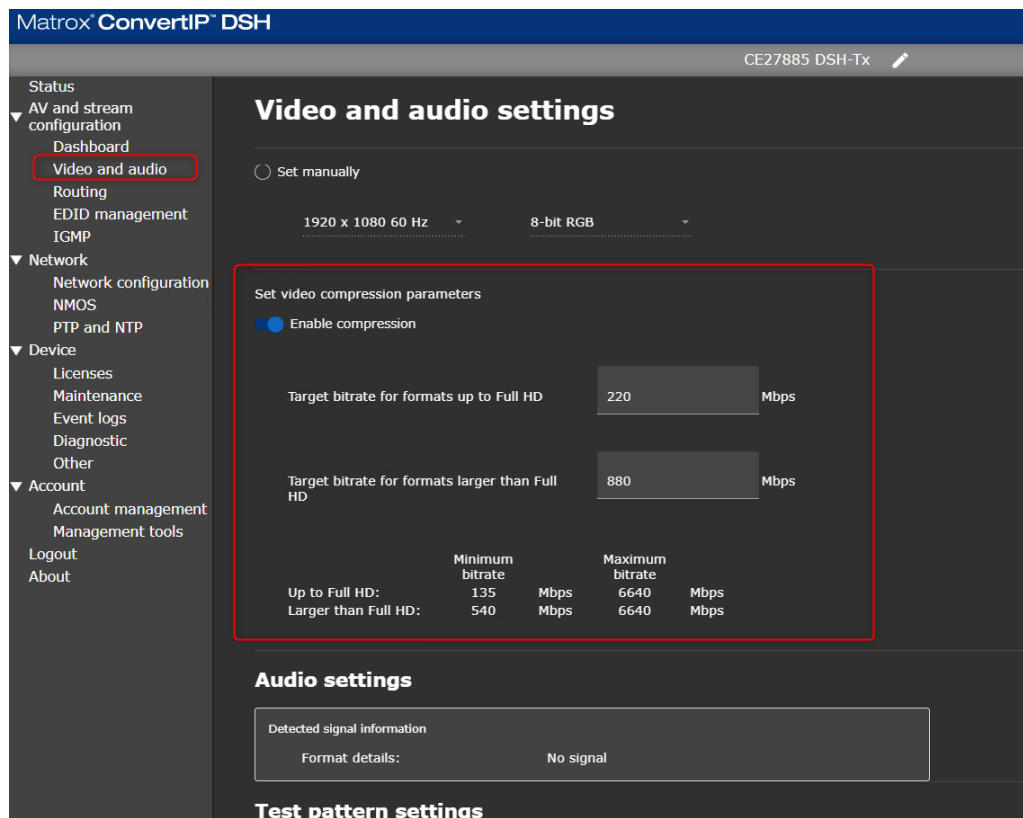 Matrox® ConvertIP™ DSH
CE27885 DSH-Tx
Status
AV and stream
configuration
Dashboard
Video and audio
Routing
EDID management
IGMP
Network
Network configuration
NMOS
PTP and NTP
Device
Licenses
Maintenance
Event logs
Diagnostic
Other
Account
Account management
Management tools
Logout
About
Video and audio settings
Set manually
1920 x 1080 60 Hz
8-bit RGB
Set video compression parameters
Enable compression
Target bitrate for formats up to Full HD 220 Mbps
Target bitrate for formats larger than Full
HD
880 Mbps
Minimum
bitrate
Maximum
bitrate
Up to Full HD: 135 Mbps 6640 Mbps
Larger than Full HD: 540 Mbps 6640 Mbps
Audio settings
Detected signal information
Format details: No signal
Test pattern settings